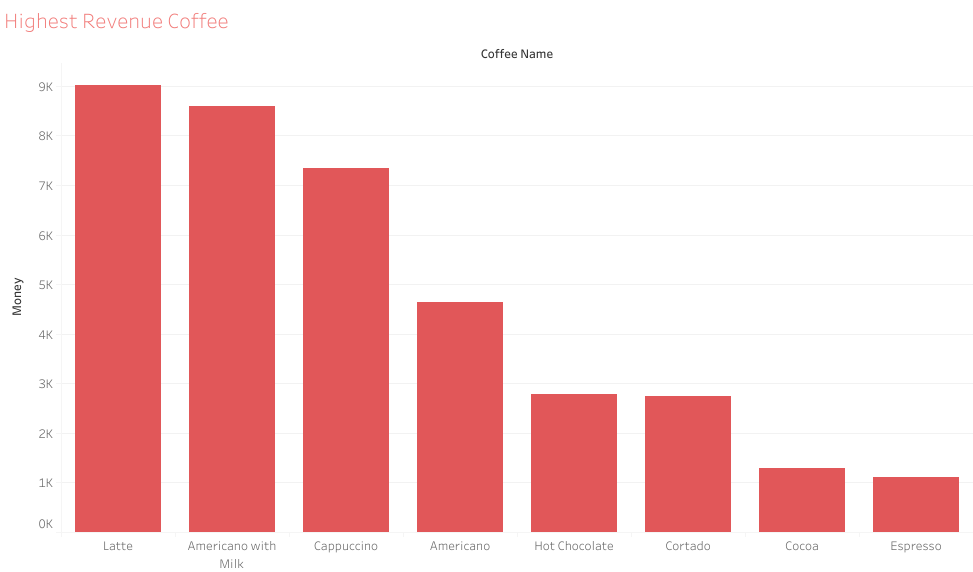 Highest Revenue Coffee
Coffee Name
9K
8K
7K
6K
5K
4K
3K
2K
1K
0K
Money
Latte
Americano with
Milk
Cappuccino
Americano
Hot Chocolate
Cortado
Cocoa
Espresso